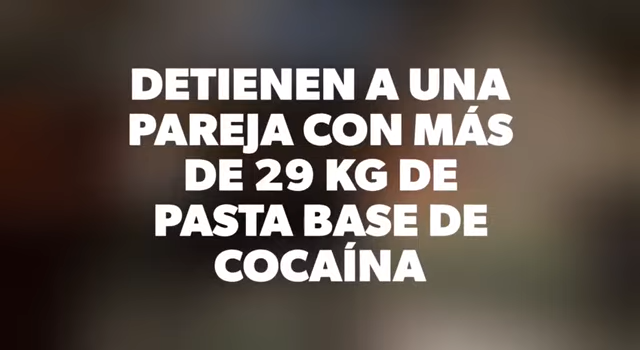 DETIENEN A UNA
PAREJA CON MÁS
DE 29 KG DE
PASTA BASE DE
COCAÍNA